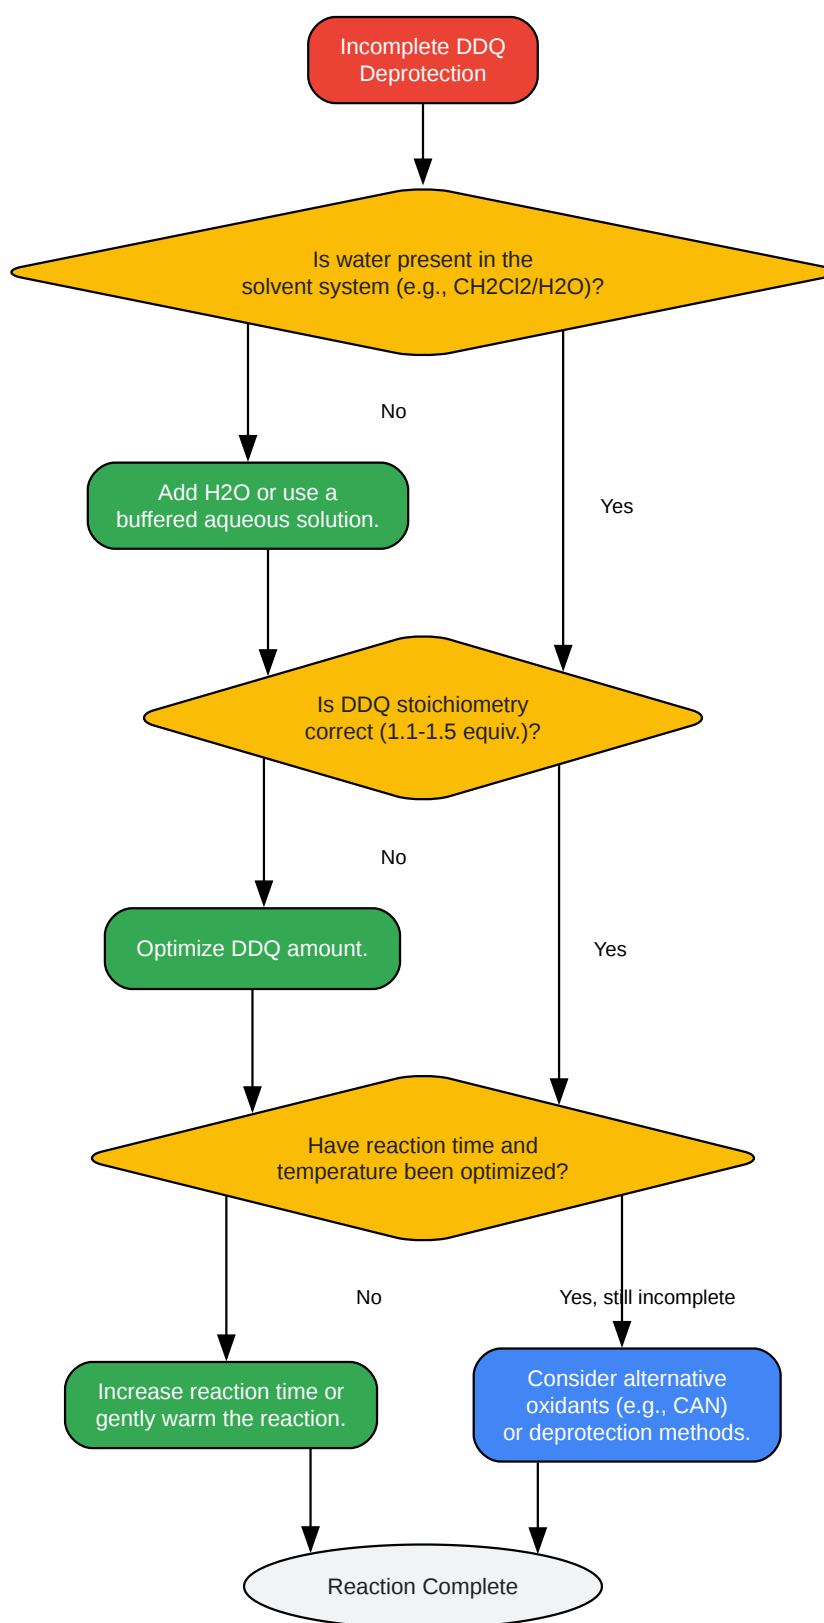 Incomplete DDQ
Deprotection
Is water present in the
solvent system (e.g., CH2Cl2/H2O)?
No
Add H2O or use a
buffered aqueous solution.
Yes
Is DDQ stoichiometry
correct (1.1-1.5 equiv.)?
No
Optimize DDQ amount.
Yes
Have reaction time and
temperature been optimized?
No
Yes, still incomplete
Increase reaction time or
gently warm the reaction.
Consider alternative
oxidants (e.g., CAN)
or deprotection methods.
Reaction Complete